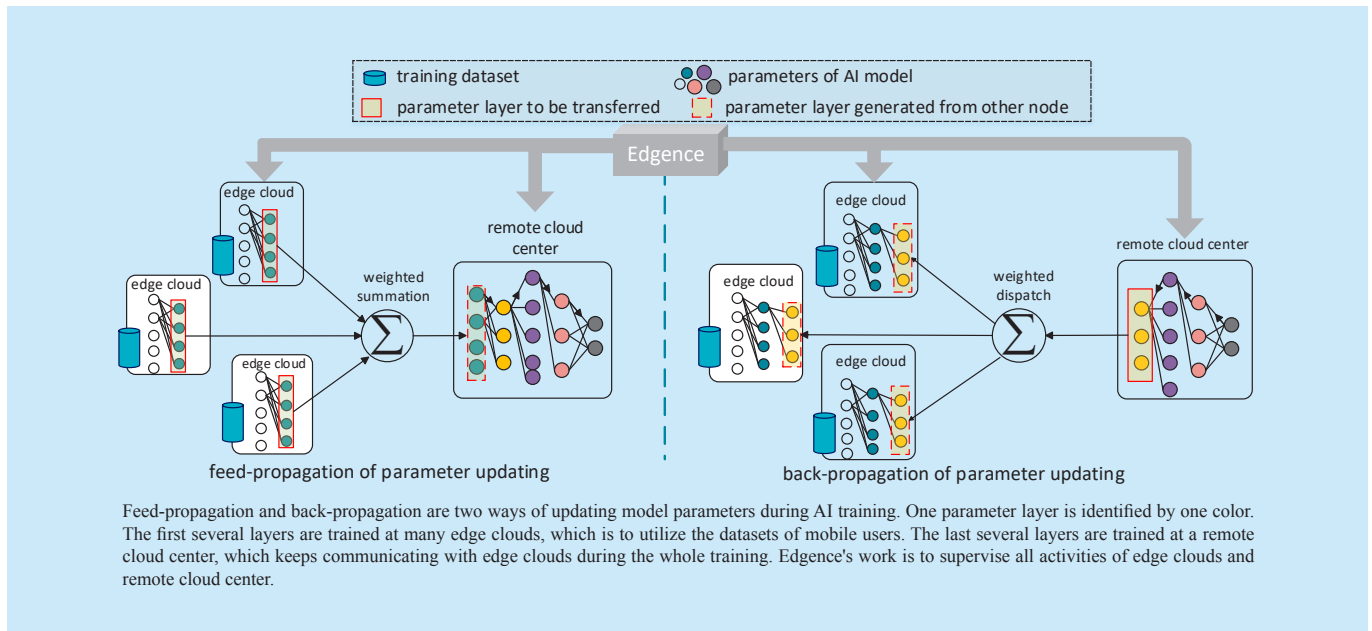 training dataset
parameters of AI model
parameter layer to be transferred
parameter layer generated from other node
Edgence
edge cloud
edge cloud
edge cloud
weighted
summation
Σ
remote cloud
center
feed-propagation of parameter updating
edge cloud
edge cloud
edge cloud
weighted
dispatch
Σ
remote cloud center
back-propagation of parameter updating
Feed-propagation and back-propagation are two ways of updating model parameters during AI training. One parameter layer is identified by one color.
The first several layers are trained at many edge clouds, which is to utilize the datasets of mobile users. The last several layers are trained at a remote
cloud center, which keeps communicating with edge clouds during the whole training. Edgence's work is to supervise all activities of edge clouds and
remote cloud center.